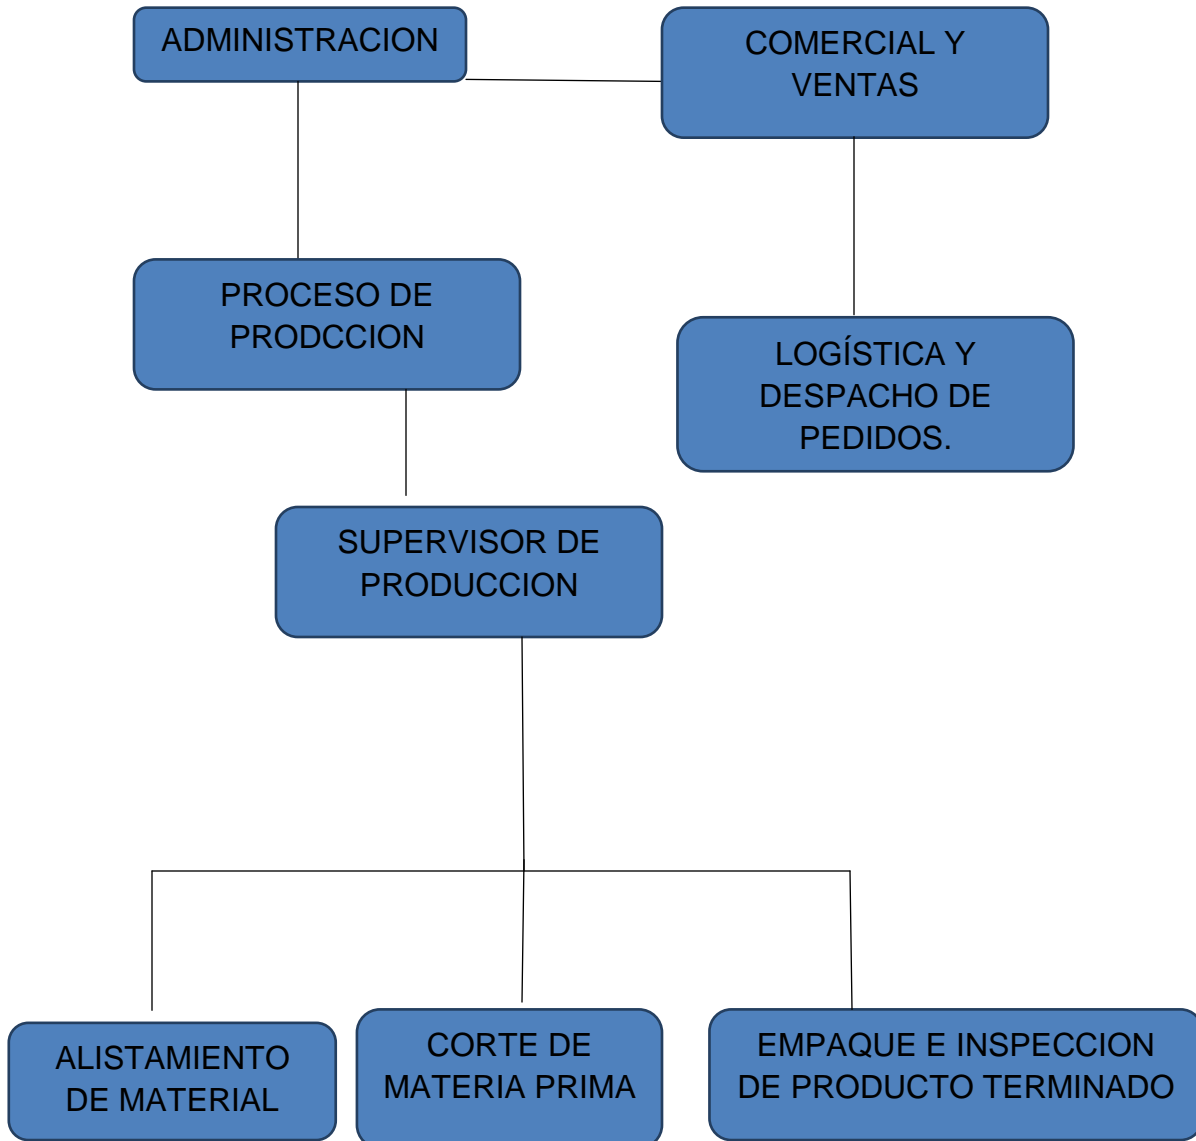 ADMINISTRACION
COMERCIAL Y
VENTAS
PROCESO DE
PRODCCION
LOGÍSTICA Y
DESPACHO DE
PEDIDOS.
SUPERVISOR DE
PRODUCCION
ALISTAMIENTO
DE MATERIAL
CORTE DE
MATERIA PRIMA
EMPAQUE E INSPECCION
DE PRODUCTO TERMINADO